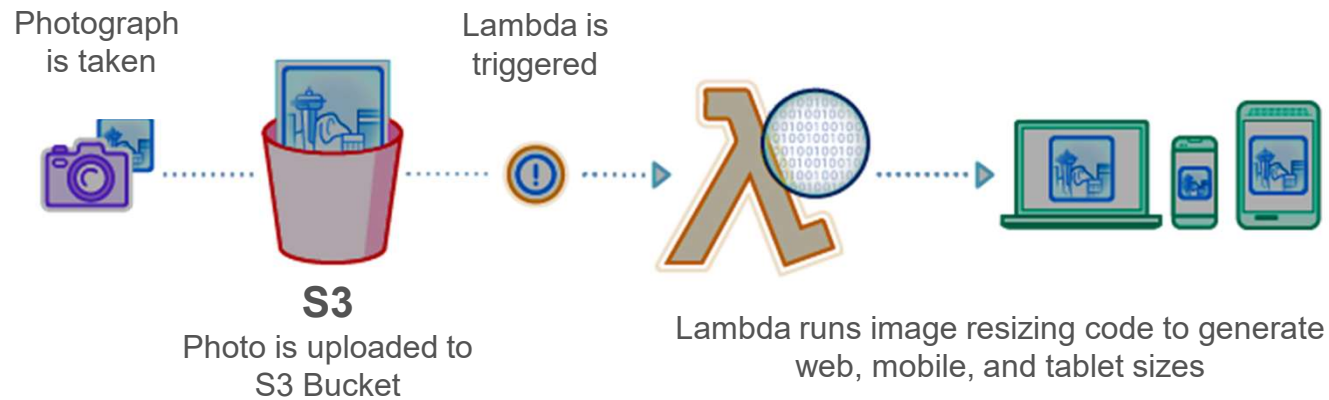 Photograph
is taken
Lambda is
triggered
S3
Photo is uploaded to
S3 Bucket
Lambda runs image resizing code to generate
web, mobile, and tablet sizes